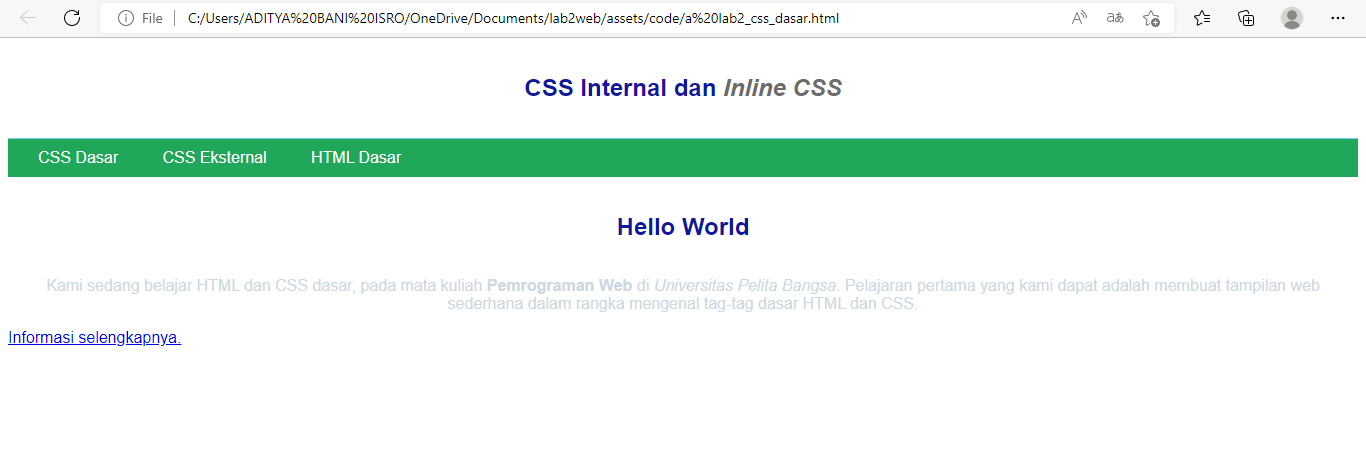 File
C:/Users/ADITYA%20BANI%20ISRO/OneDrive/Documents/lab2web/assets/code/a%20lab2_css_dasar.html
CSS Internal dan Inline CSS
CSS Dasar CSS Eksternal HTML Dasar
Hello World
Kami sedang belajar HTML dan CSS dasar, pada mata kuliah Pemrograman Web di Universitas Pelita Bangsa. Pelajaran pertama yang kami dapat adalah membuat tampilan web
sederhana dalam rangka mengenal tag-tag dasar HTML dan CSS.
Informasi selengkapnya.